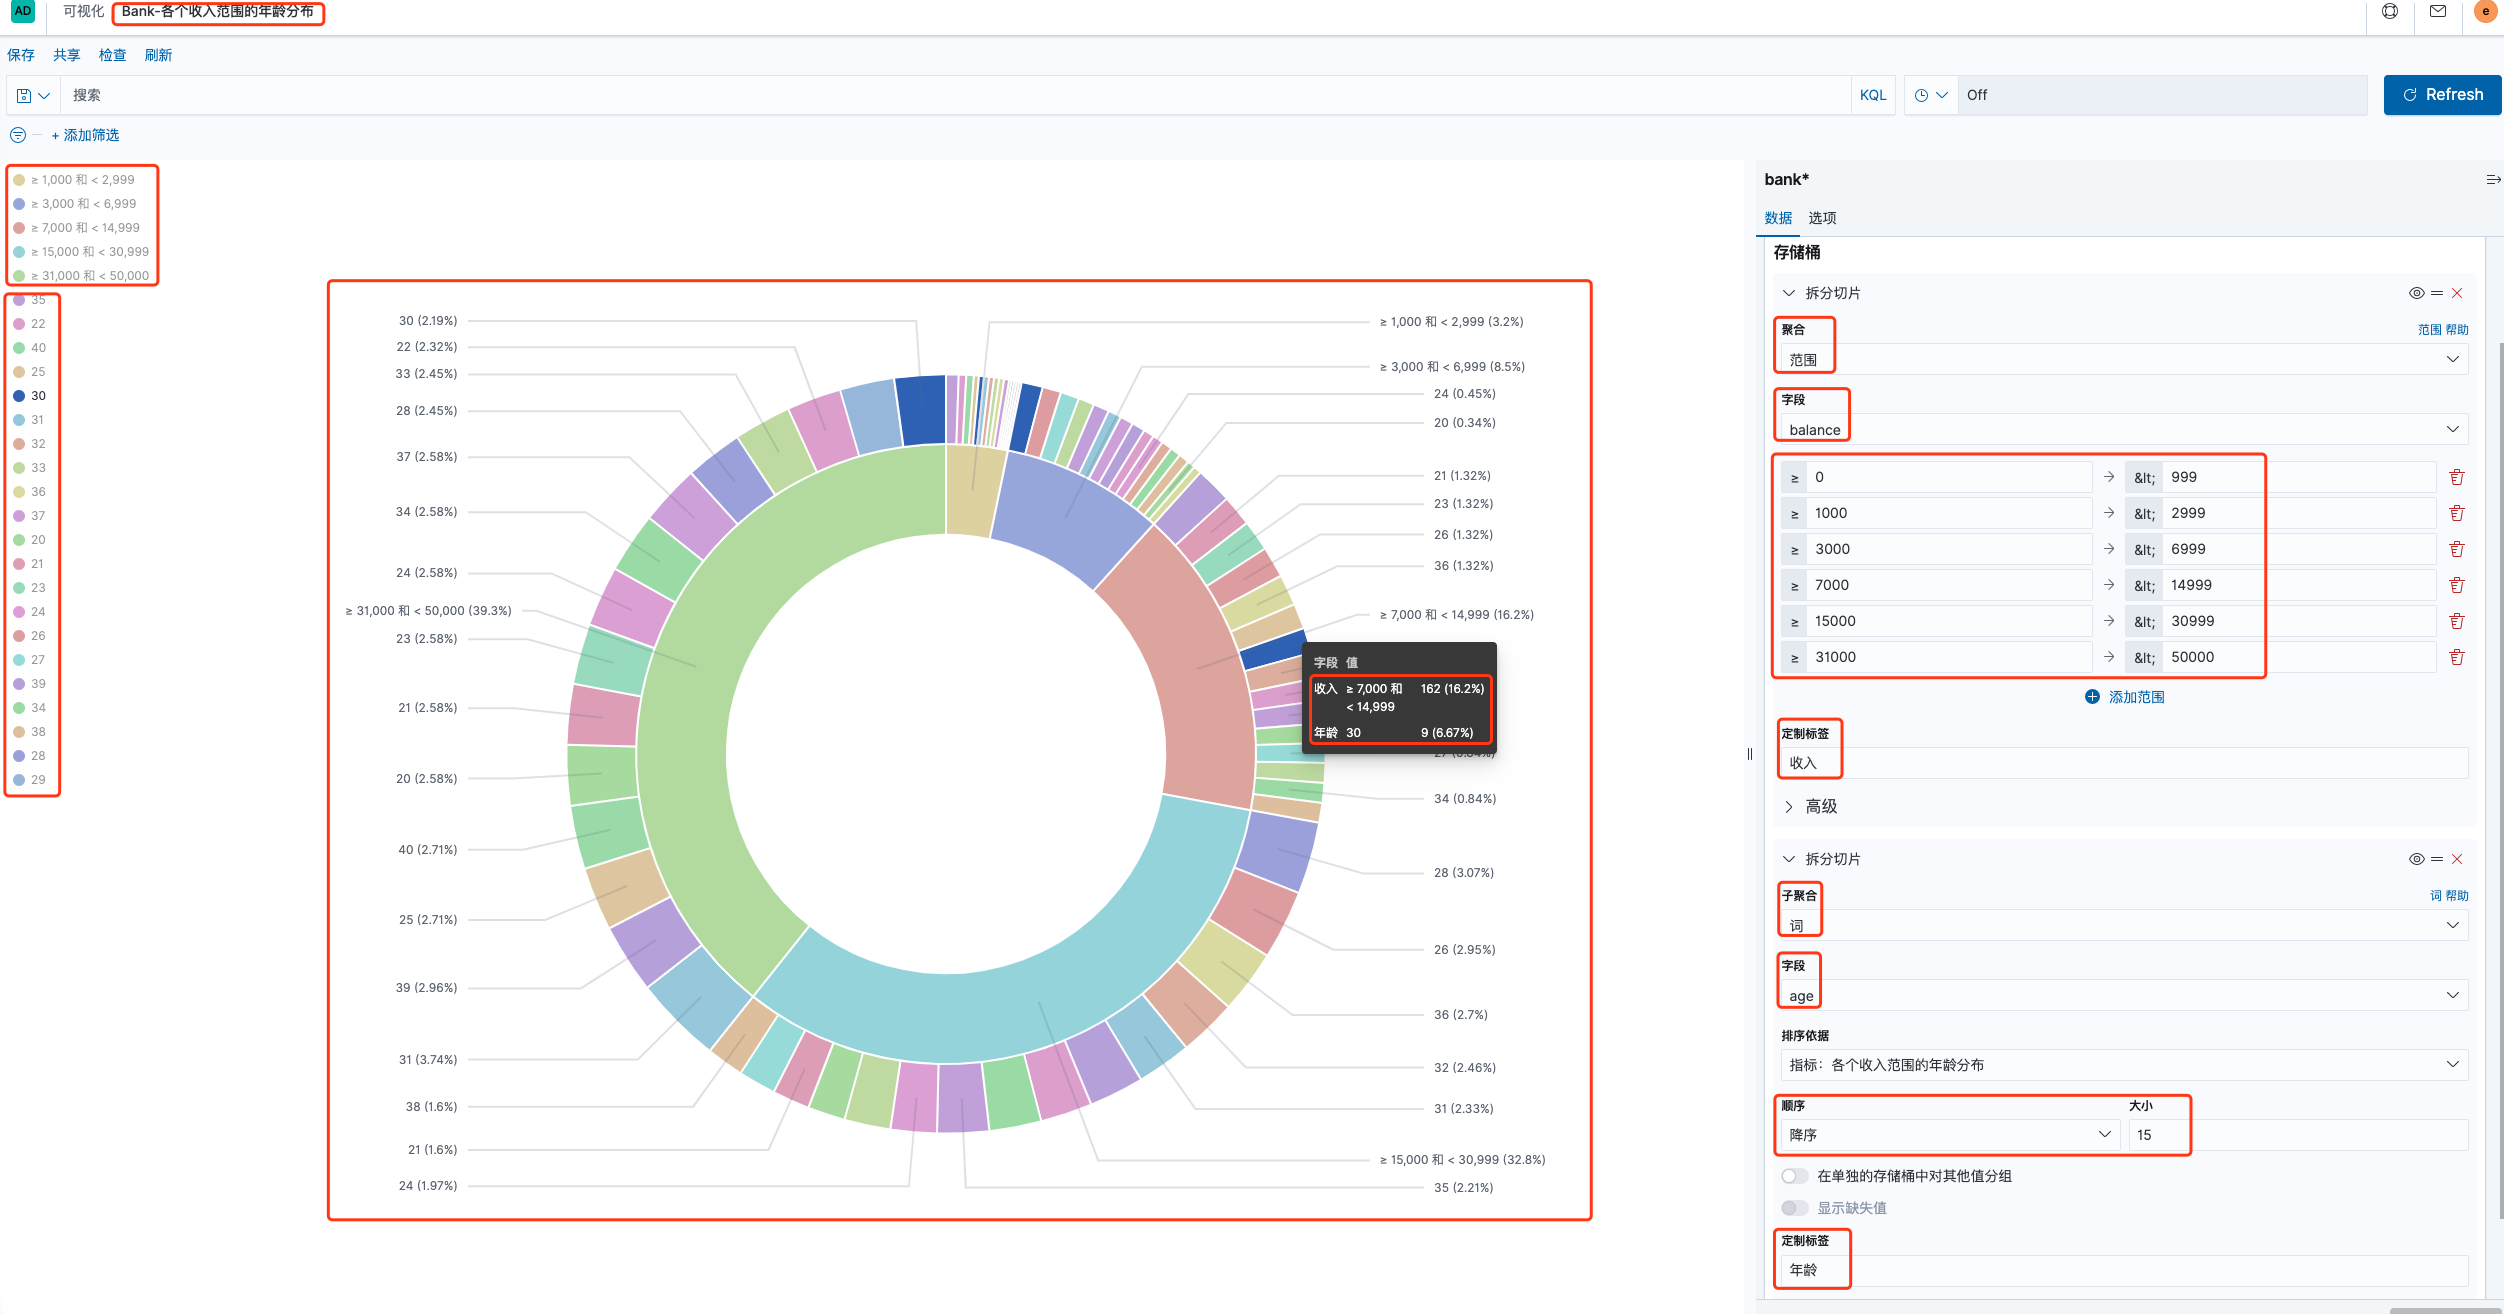 AD
可视化
Bank-各个收入范围的年龄分布
e
保存 共享 检查 刷新
搜索
KQL
Off
Refresh
+ 添加筛选
≥ 1,000 和 < 2,999
≥ 3,000 和 < 6,999
≥ 7,000 和 < 14,999
≥ 15,000 和 < 30,999
≥ 31,000 和 < 50,000
35
22
40
25
30
31
32
33
36
37
20
21
23
24
26
27
39
34
38
28
29
30 (2.19%)
22 (2.32%)
33 (2.45%)
28 (2.45%)
37 (2.58%)
34 (2.58%)
24 (2.58%)
≥ 31,000 和 < 50,000 (39.3%)
23 (2.58%)
21 (2.58%)
20 (2.58%)
40 (2.71%)
25 (2.71%)
39 (2.96%)
31 (3.74%)
38 (1.6%)
21 (1.6%)
24 (1.97%)
≥ 1,000 和 < 2,999 (3.2%)
≥ 3,000 和 < 6,999 (8.5%)
24 (0.45%)
20 (0.34%)
21 (1.32%)
23 (1.32%)
26 (1.32%)
36 (1.32%)
≥ 7,000 和 < 14,999 (16.2%)
字段 值
收入 ≥ 7,000 和 162 (16.2%)
< 14,999
年龄 30 9 (6.67%)
34 (0.84%)
28 (3.07%)
26 (2.95%)
36 (2.7%)
32 (2.46%)
31 (2.33%)
≥ 15,000 和 < 30,999 (32.8%)
35 (2.21%)
bank*
数据 选项
存储桶
拆分切片
聚合
范围 帮助
范围
字段
balance
≥ 0 → &lt; 999
≥ 1000 → &lt; 2999
≥ 3000 → &lt; 6999
≥ 7000 → &lt; 14999
≥ 15000 → &lt; 30999
≥ 31000 → &lt; 50000
添加范围
定制标签
收入
高级
拆分切片
子聚合
词 帮助
词
字段
age
排序依据
指标：各个收入范围的年龄分布
顺序 大小
降序 15
在单独的存储桶中对其他值分组
显示缺失值
定制标签
年龄